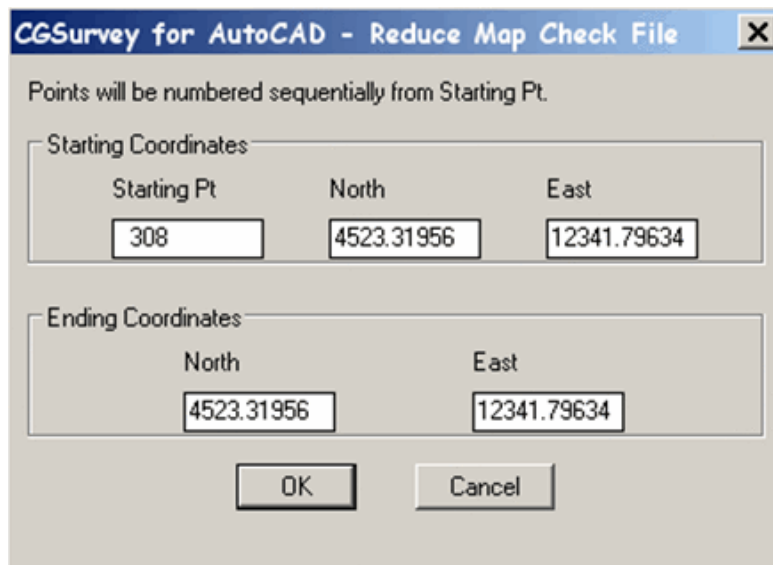 CGSurvey for AutoCAD - Reduce Map Check File
Points will be numbered sequentially from Starting Pt.
Starting Coordinates
Starting Pt North East
308 4523.31956 12341.79634
Ending Coordinates
North East
4523.31956 12341.79634
OK Cancel